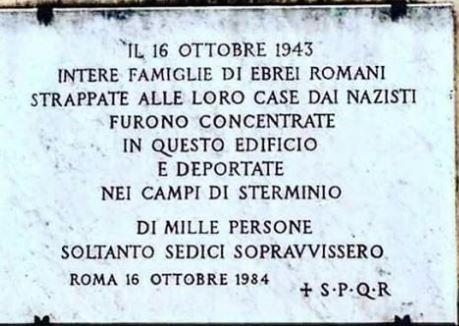 IL 16 OTTOBRE 1943
INTERE FAMIGLIE DI EBREI ROMANI
STRAPPATE ALLE LORO CASE DAI NAZISTI
FURONO CONCENTRATE
IN QUESTO EDIFICIO
E DEPORTATE
NEI CAMPI DI STERMINIO
DI MILLE PERSONE
SOLTANTO SEDICI SOPRAVVISSERO
ROMA 16 OTTOBRE 1984
+ S·P·Q·R